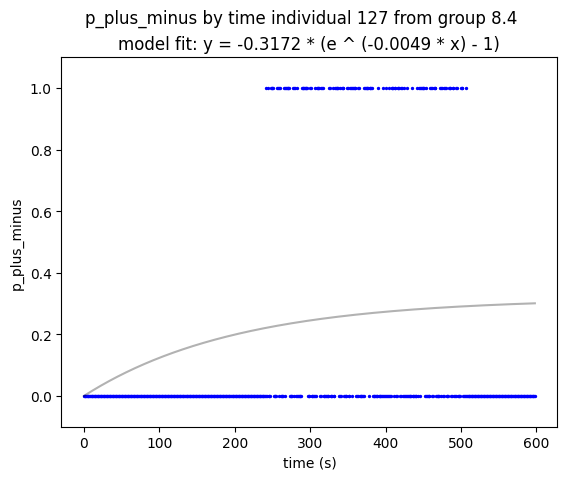 p_plus_minus by time individual 127 from group 8.4
model fit: y = -0.3172 * (e ^ (-0.0049 * x) - 1)
1.0
0.8
0.6
0.4
0.2
0.0
p_plus_minus
0 100 200 300 400 500 600
time (s)